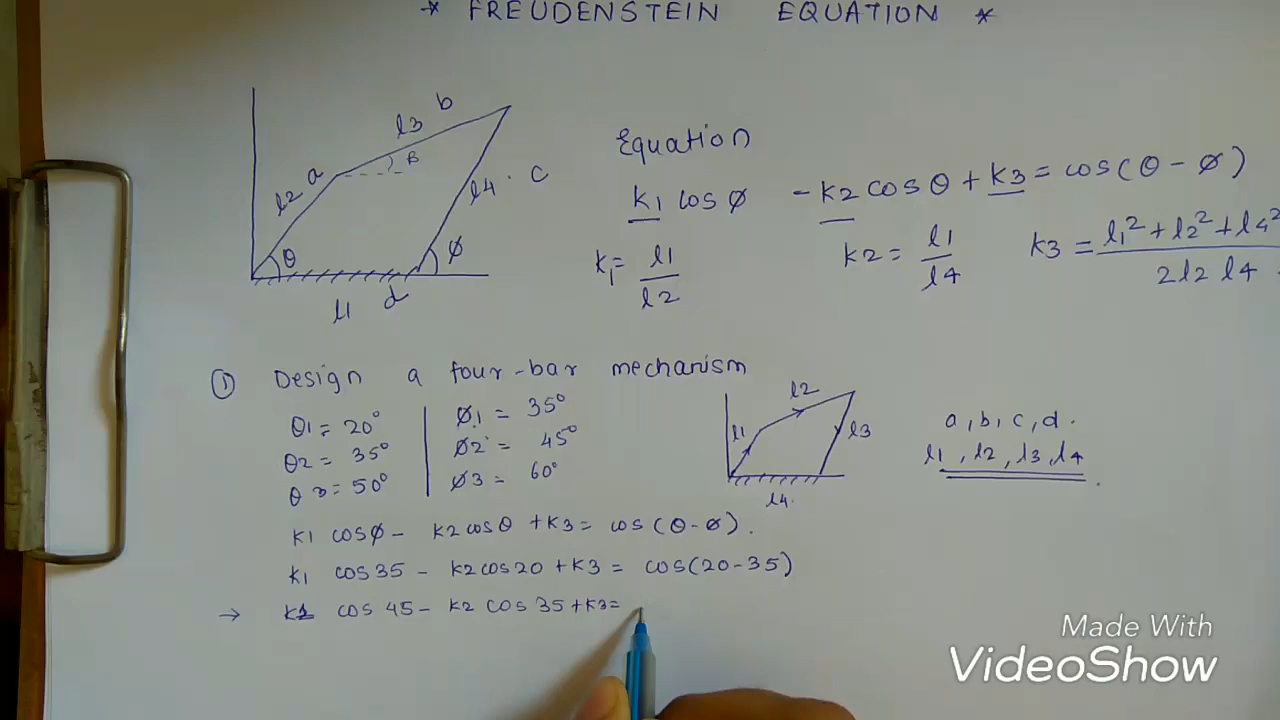 * FREUDENSTEIN EQUATION *
b
l3
a
β
l2
l4 . c
θ
φ
l1 d
Equation
k1 cos φ - k2 cos θ + k3 = cos(θ - φ)
k1 = l1/l2
k2 = l1/l4
k3 = l1² + l2² + l4² / 2 l2 l4
① Design a four-bar mechanism
θ1 = 20° | φ1 = 35°
θ2 = 35° | φ2 = 45°
θ3 = 50° | φ3 = 60°
l2
l1
l3
l4.
a, b, c, d.
l1, l2, l3, l4
k1 cosφ - k2 cosθ + k3 = cos(θ-φ).
k1 cos 35 - k2 cos 20 + k3 = cos(20-35)
→ k1 cos 45 - k2 cos 35 + k3 =
Made With
VideoShow